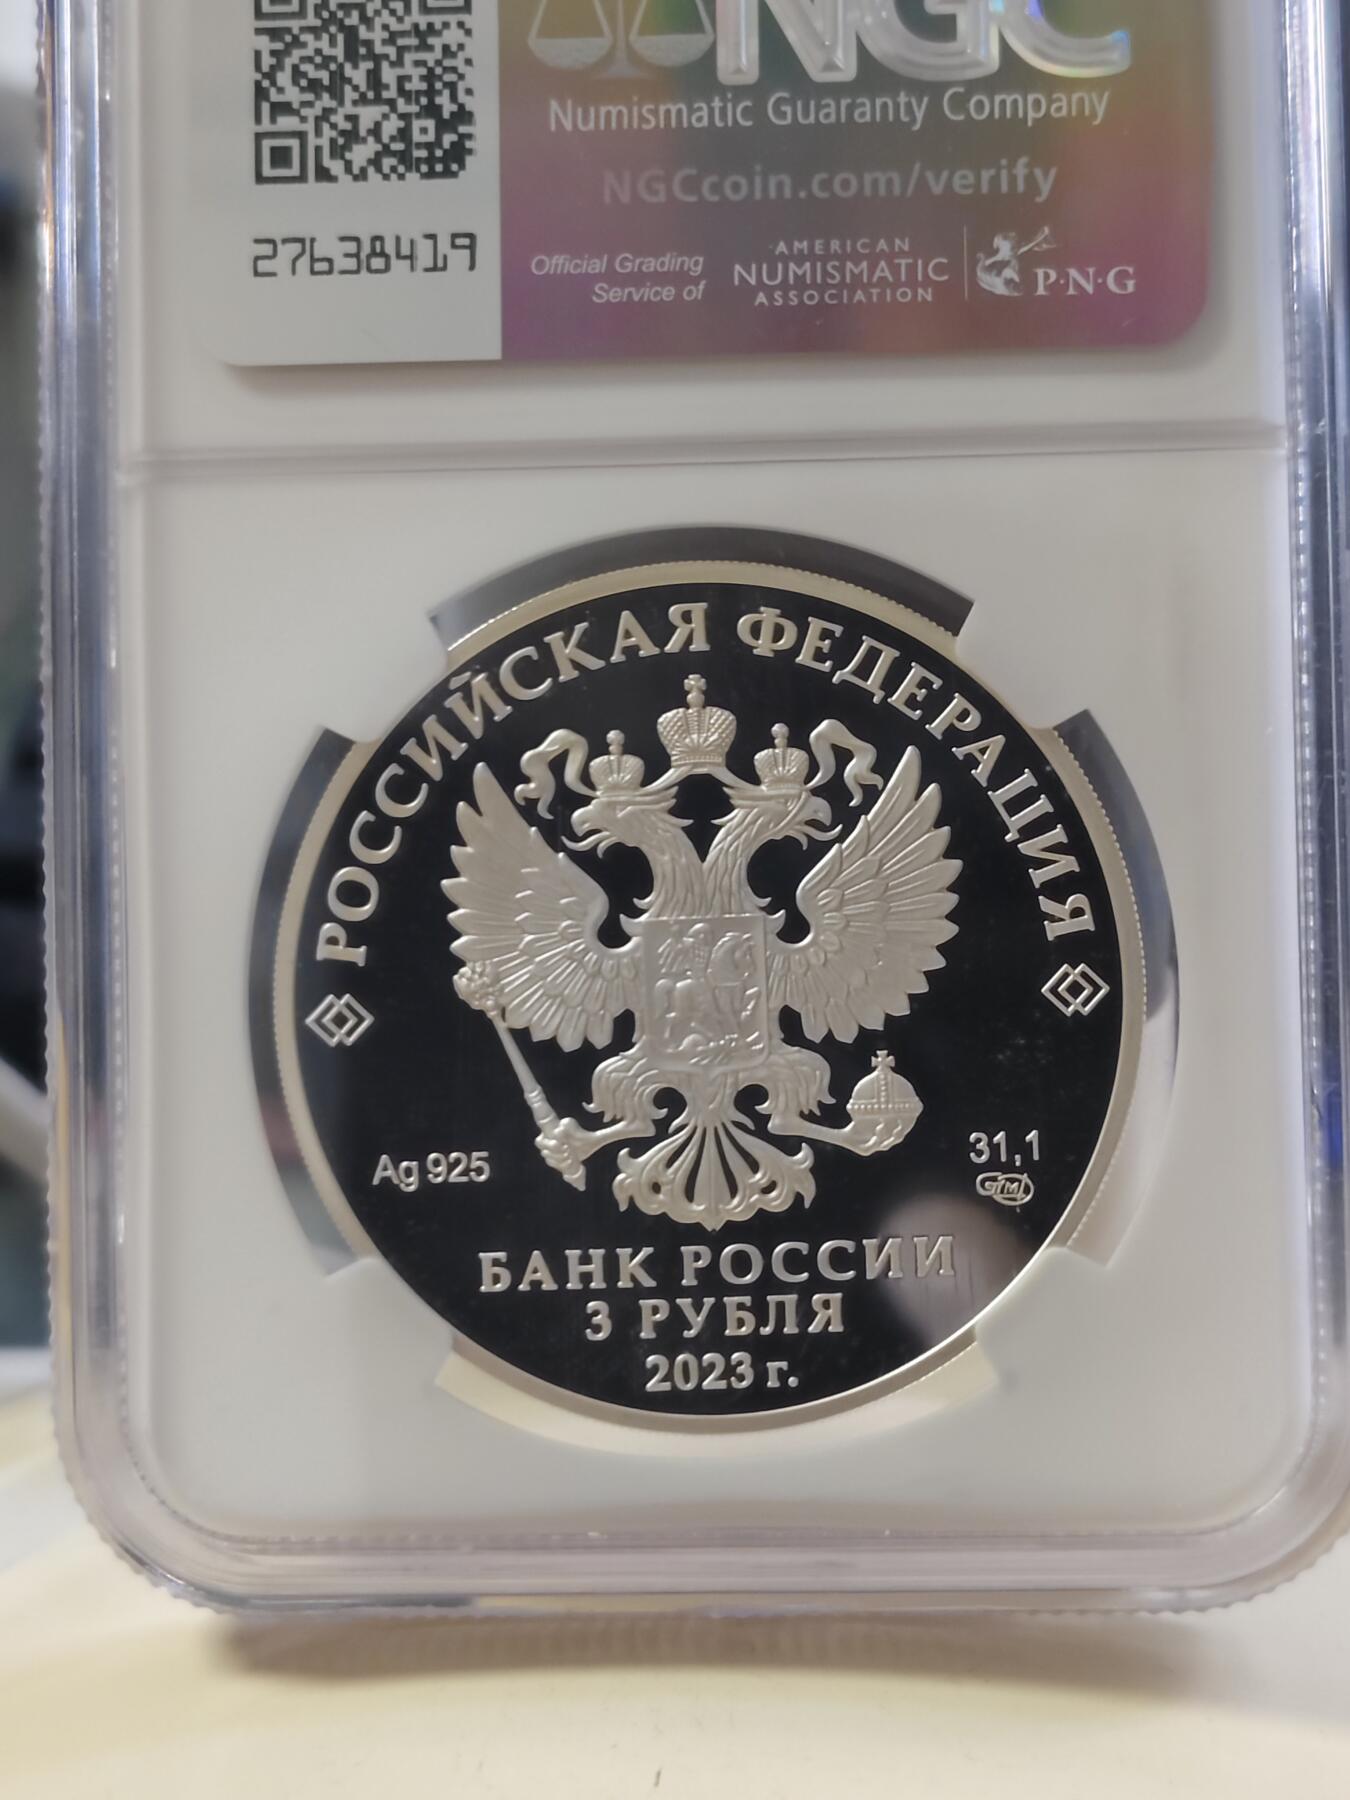 NGC
Numismatic Guaranty Company
NGCcoin.com/verify
27638419
Official Grading
Service of
AMERICAN
NUMISMATIC
ASSOCIATION
P·N·G
РОССИЙСКАЯ ФЕДЕРАЦИЯ
Ag 925
31,1
БАНК РОССИИ
3 РУБЛЯ
2023 г.